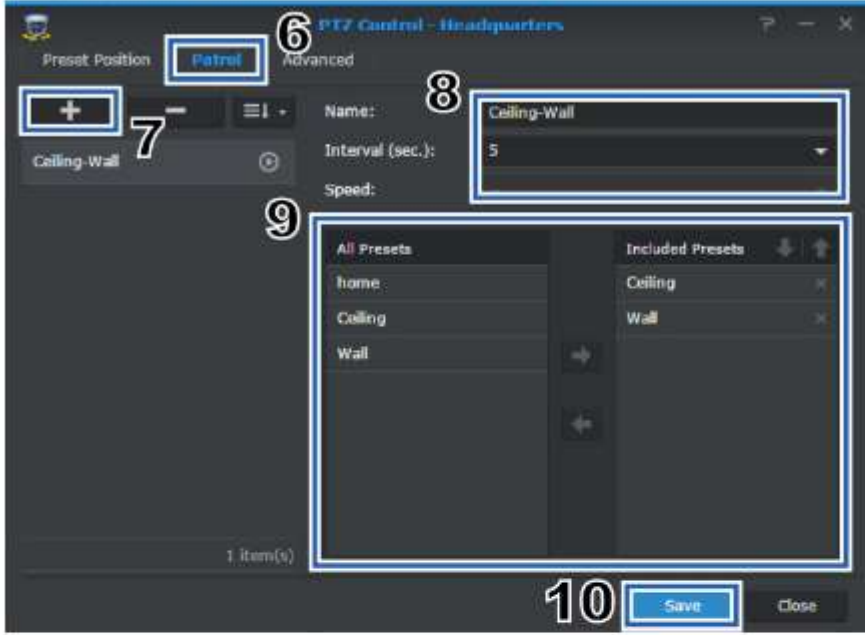 6
PTZ Control - Headquarters
Preset Position Patrol Advanced
7
8
Name: Ceiling-Wall
Ceiling-Wall
Interval (sec.): 5
Speed:
9
All Presets Included Presets
home Ceiling
Ceiling Wall
Wall
1 item(s)
10
Save Close